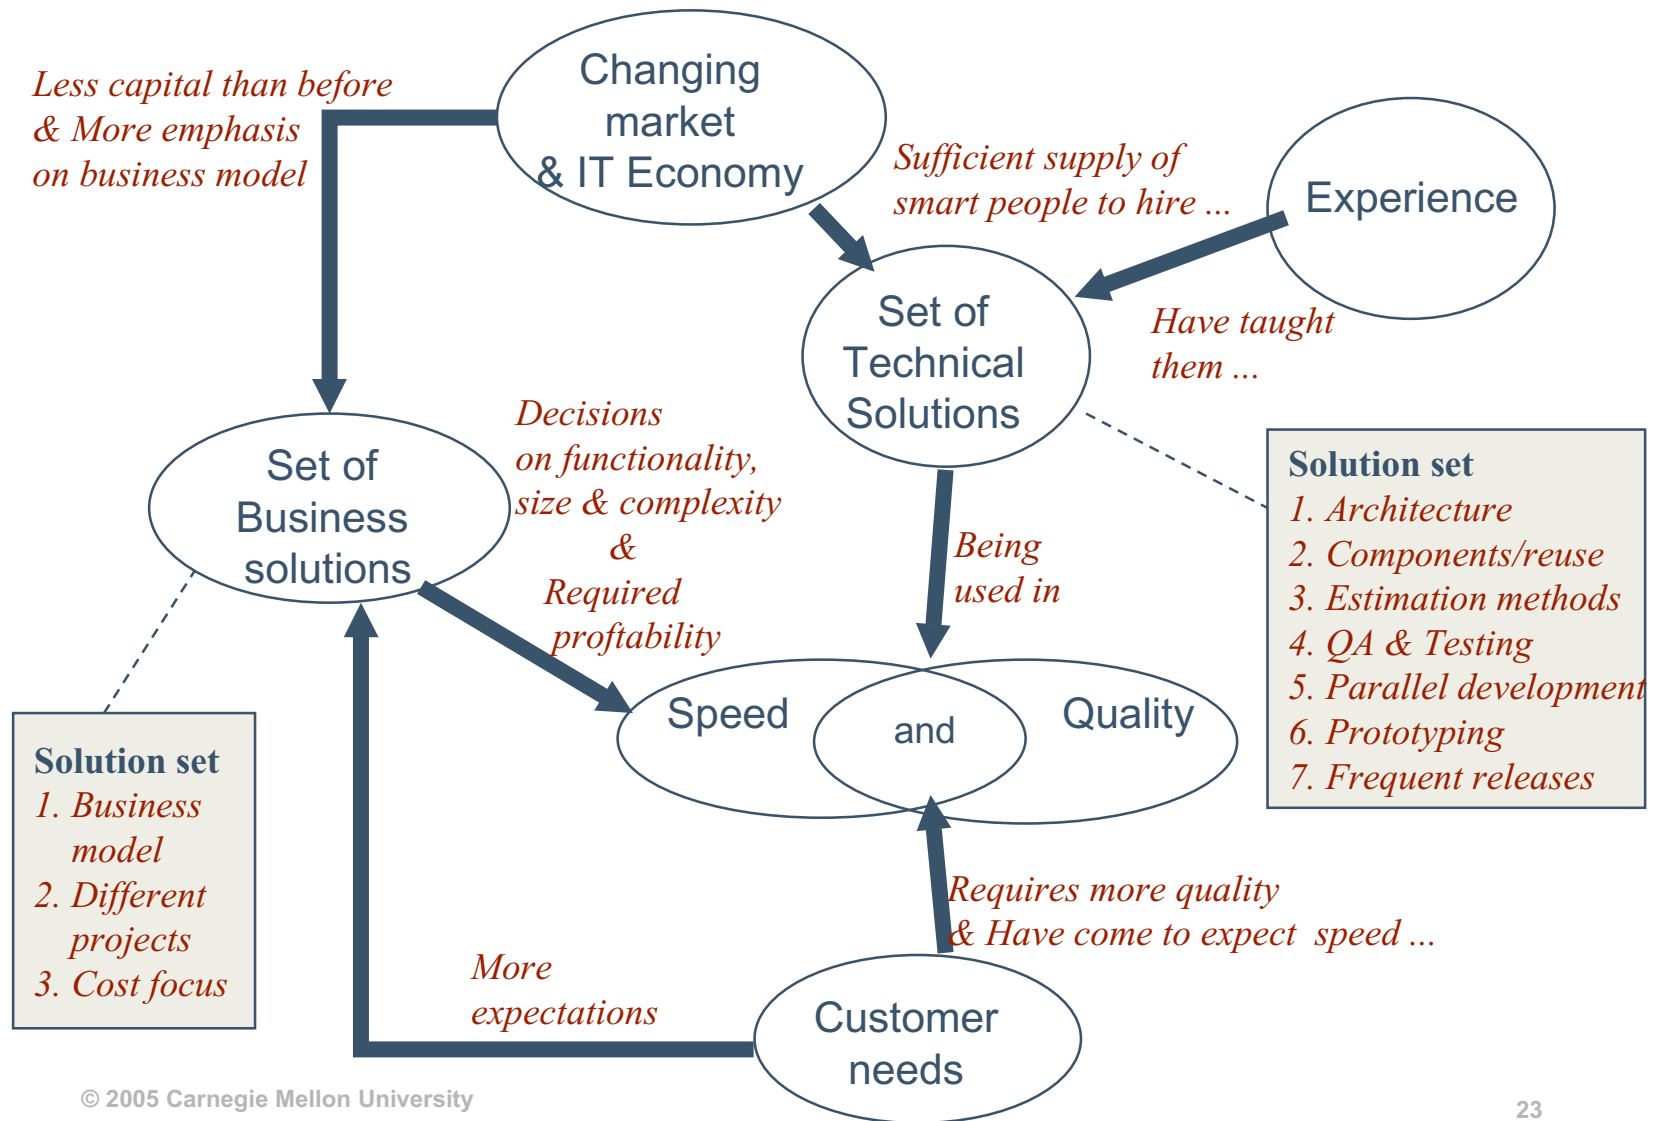 Changing
market
& IT Economy
Less capital than before
& More emphasis
on business model
Sufficient supply of
smart people to hire ...
Experience
Set of
Technical
Solutions
Have taught
them ...
Decisions
on functionality,
size & complexity
&
Required
proftability
Set of
Business
solutions
Solution set
1. Architecture
2. Components/reuse
3. Estimation methods
4. QA & Testing
5. Parallel development
6. Prototyping
7. Frequent releases
Being
used in
Speed
and
Quality
Solution set
1. Business
model
2. Different
projects
3. Cost focus
Requires more quality
& Have come to expect speed ...
More
expectations
Customer
needs
© 2005 Carnegie Mellon University
23